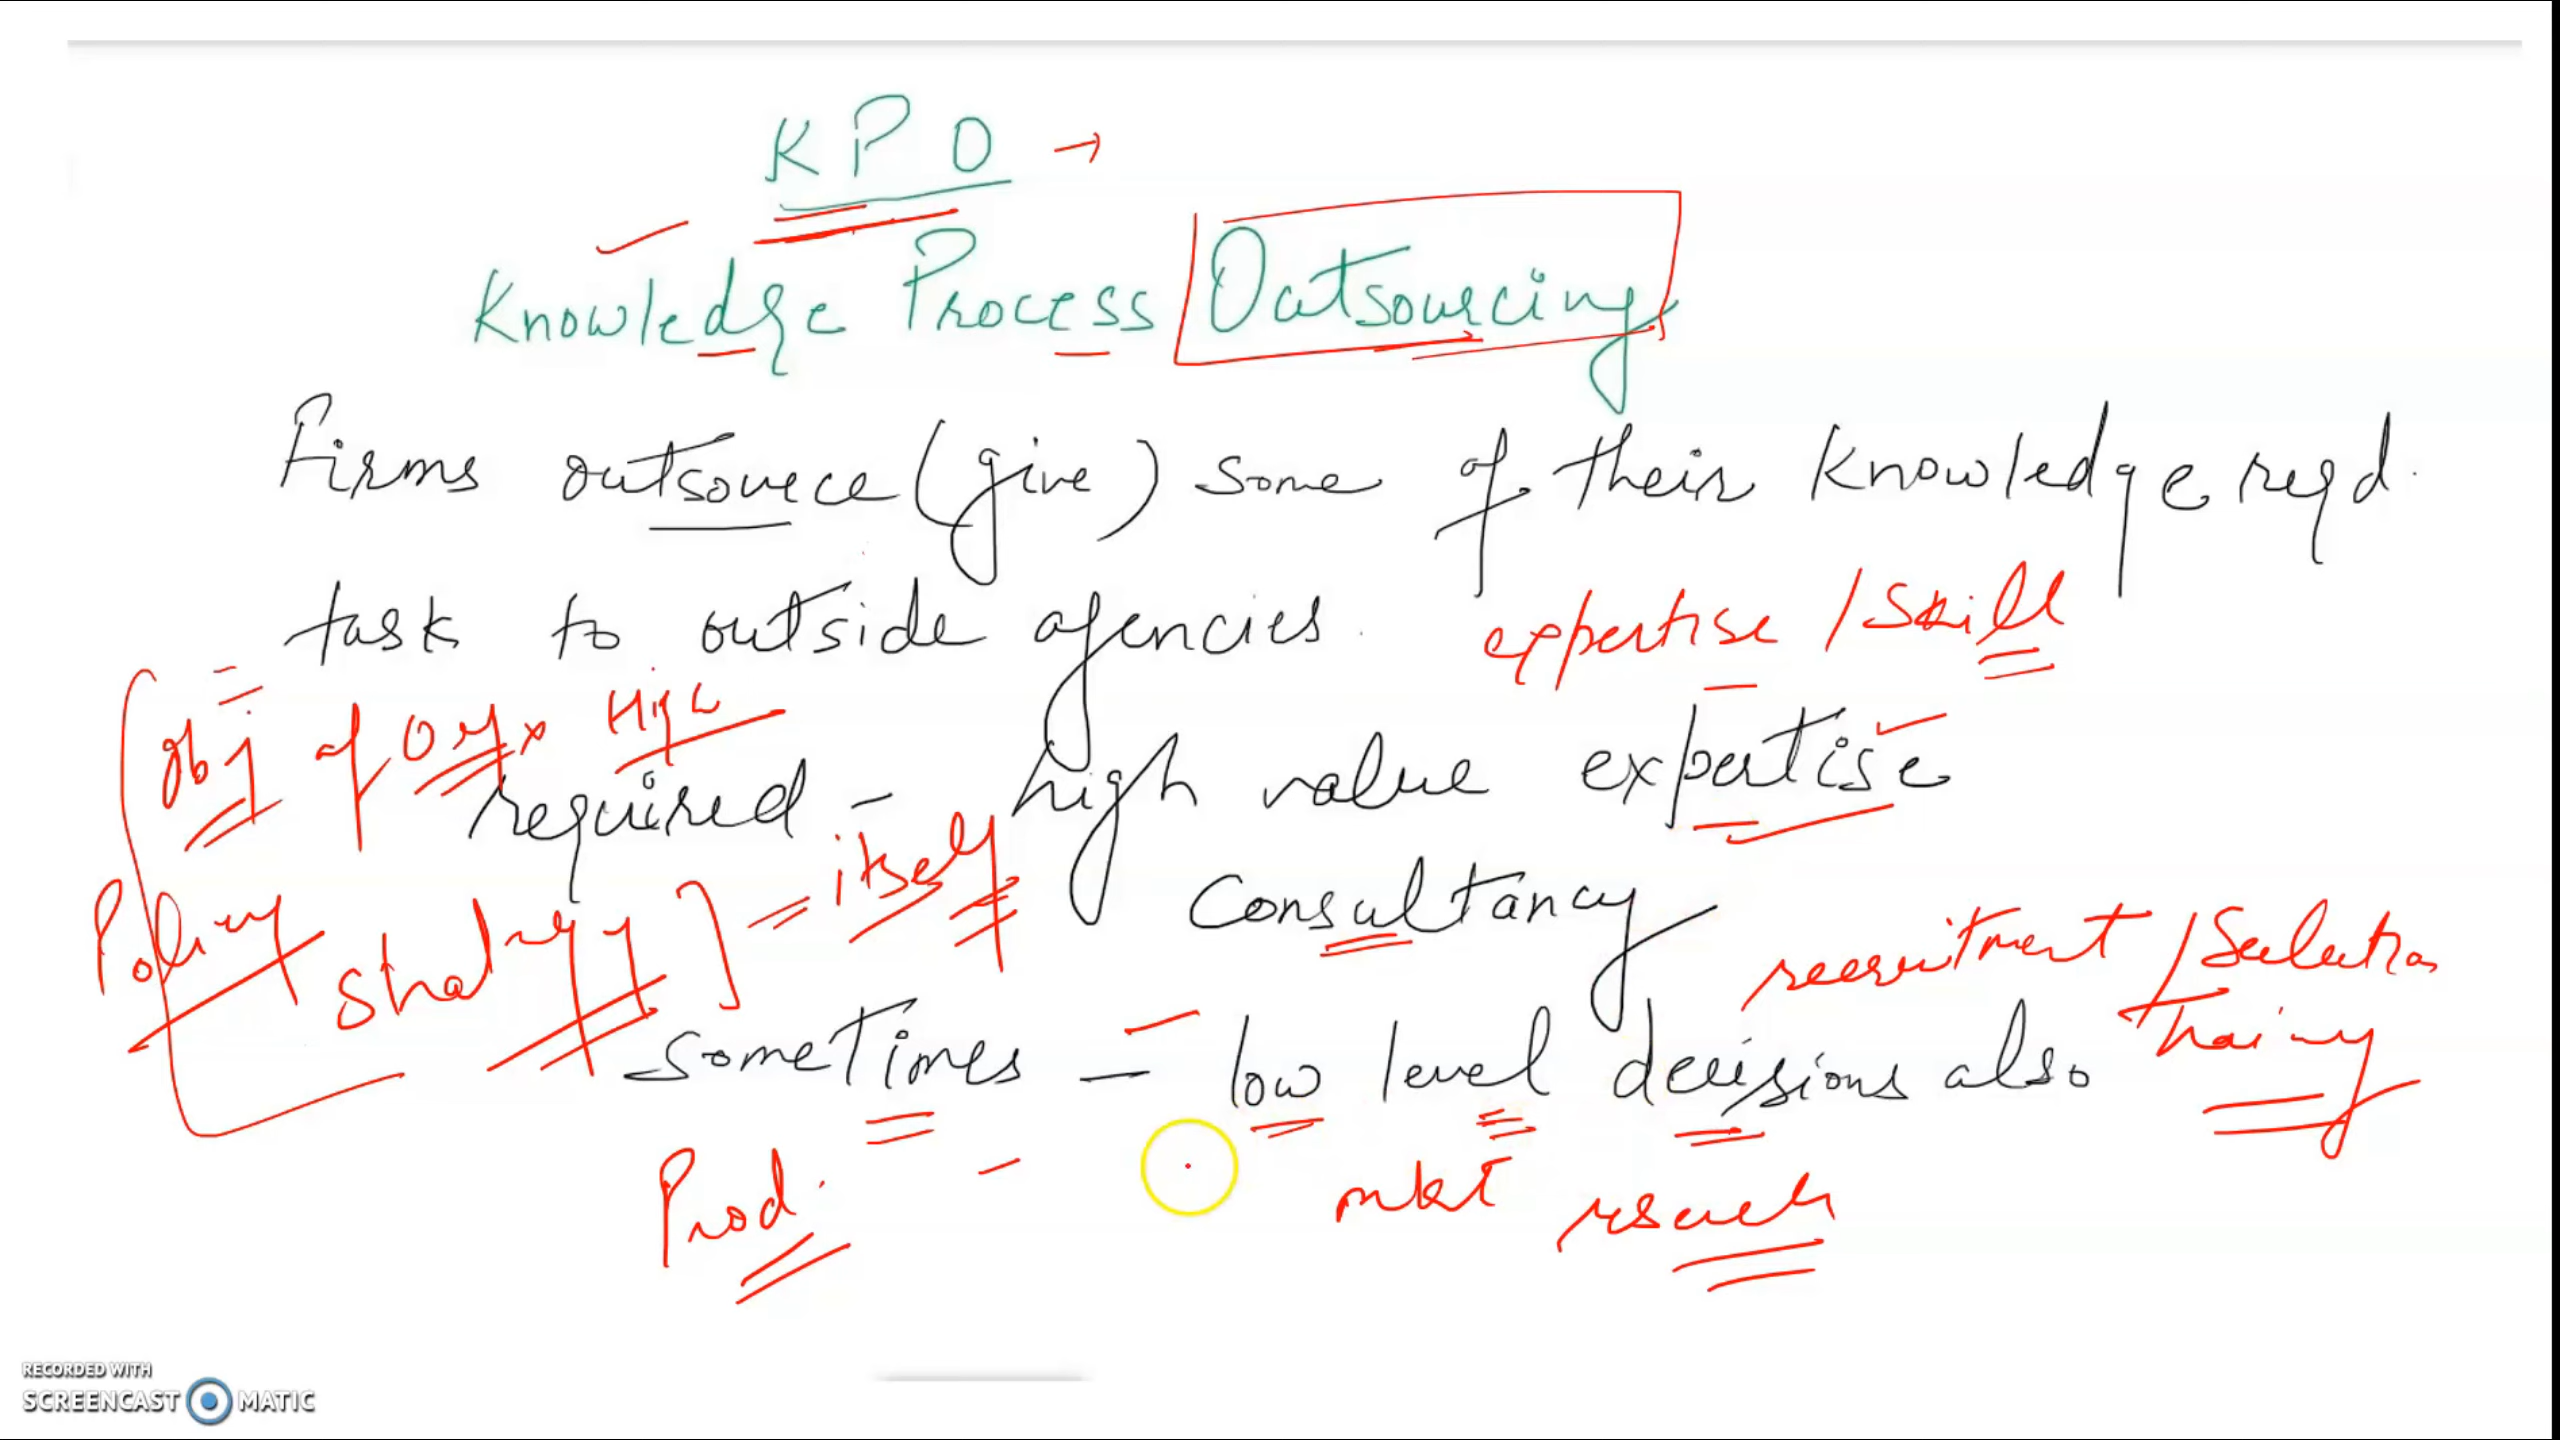 KPO →
Knowledge Process Outsourcing
Firms outsource (give) some of their knowledge reqd.
task to outside agencies. expertise / Skill
obj of Org High
required - high value expertise
Policy strategy ] = itself
Consultancy
recruitment / Selection
Training
sometimes - low level decisions also
Prod. - mkt research
RECORDED WITH
SCREENCAST MATIC